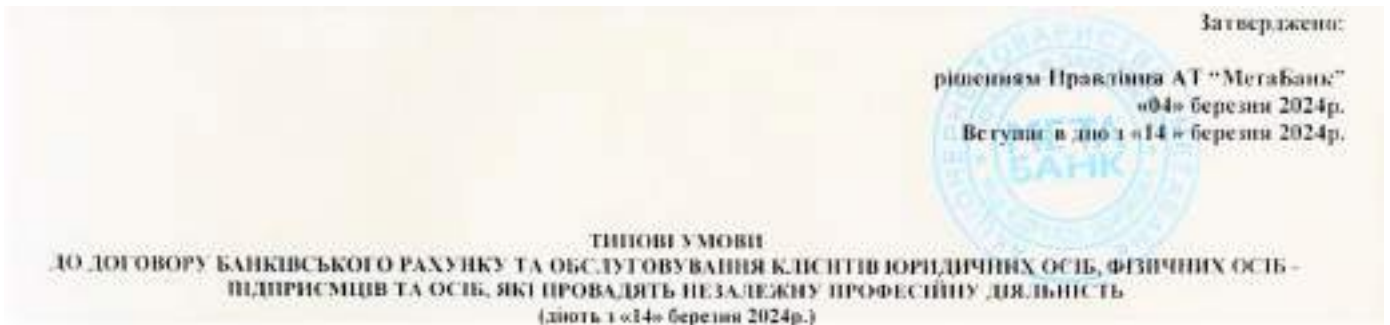 Затверджено:
рішенням Правління АТ “МетаБанк”
«04» березня 2024р.
Вступає в дію з «14 » березня 2024р.
МЕТА
БАНК
ТИПОВІ УМОВИ
ДО ДОГОВОРУ БАНКІВСЬКОГО РАХУНКУ ТА ОБСЛУГОВУВАННЯ КЛІЄНТІВ ЮРИДИЧНИХ ОСІБ, ФІЗИЧНИХ ОСІБ -
ПІДПРИЄМЦІВ ТА ОСІБ, ЯКІ ПРОВАДЯТЬ НЕЗАЛЕЖНУ ПРОФЕСІЙНУ ДІЯЛЬНІСТЬ
(діють з «14» березня 2024р.)